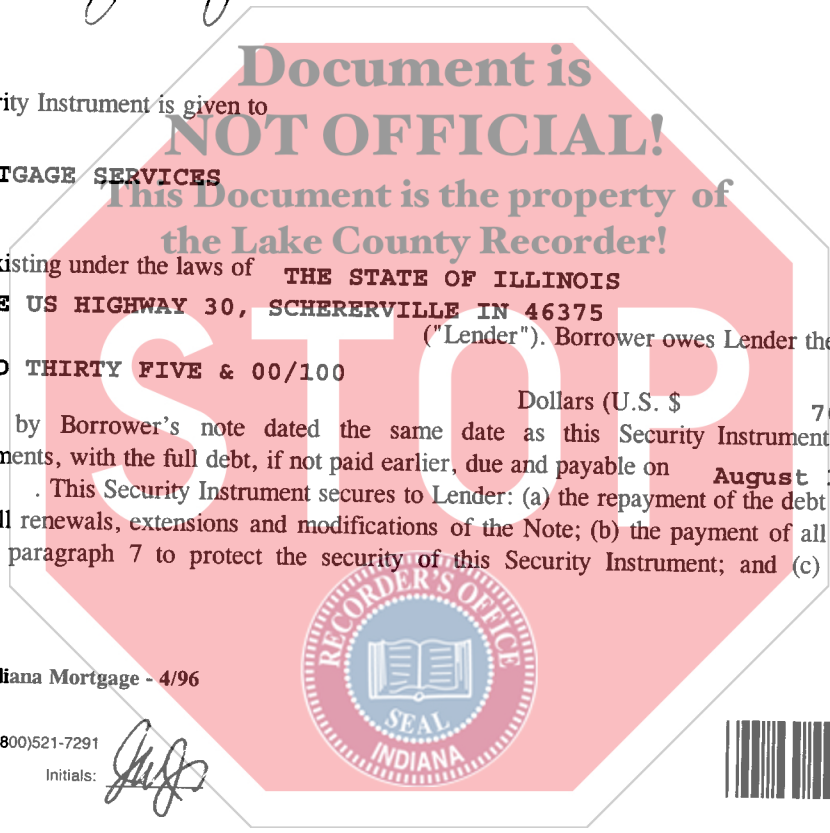 Document is
rity Instrument is given to
NOT OFFICIAL!
TGAGE SERVICES
This Document is the property of
the Lake County Recorder!
xisting under the laws of THE STATE OF ILLINOIS
E US HIGHWAY 30, SCHERERVILLE IN 46375
("Lender"). Borrower owes Lender the
D THIRTY FIVE & 00/100
STOP
Dollars (U.S. $ 70
by Borrower's note dated the same date as this Security Instrument
ments, with the full debt, if not paid earlier, due and payable on August
. This Security Instrument secures to Lender: (a) the repayment of the debt
ll renewals, extensions and modifications of the Note; (b) the payment of all
paragraph 7 to protect the security of this Security Instrument; and (c)
RECORDER'S OFFICE
SEAL
INDIANA
diana Mortgage - 4/96
800)521-7291
Initials: